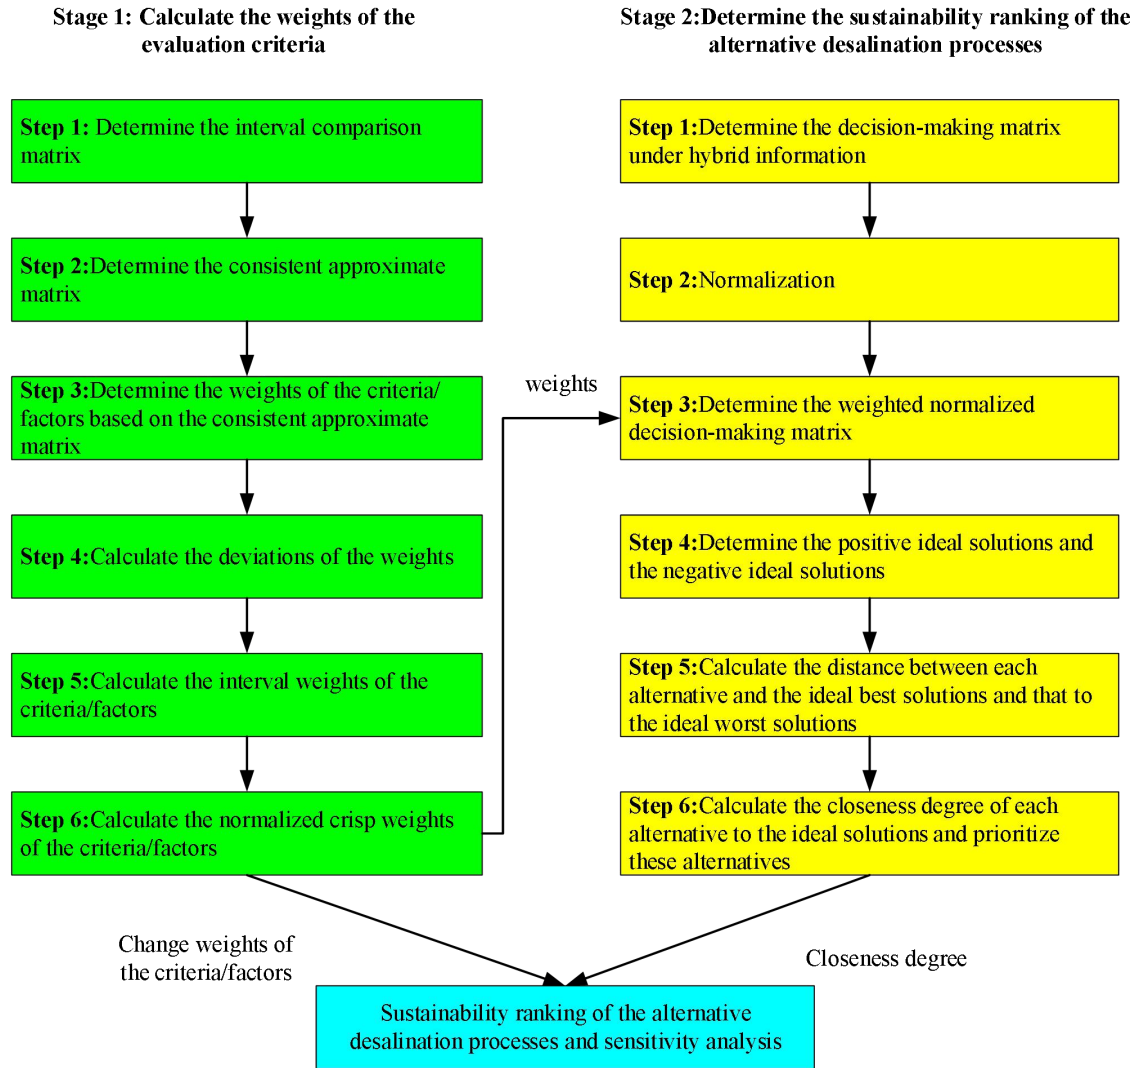 Stage 1: Calculate the weights of the
evaluation criteria
Step 1: Determine the interval comparison
matrix
Step 2:Determine the consistent approximate
matrix
Step 3:Determine the weights of the criteria/
factors based on the consistent approximate
matrix
Step 4:Calculate the deviations of the weights
Step 5:Calculate the interval weights of the
criteria/factors
Step 6:Calculate the normalized crisp weights
of the criteria/factors
weights
Stage 2:Determine the sustainability ranking of the
alternative desalination processes
Step 1:Determine the decision-making matrix
under hybrid information
Step 2:Normalization
Step 3:Determine the weighted normalized
decision-making matrix
Step 4:Determine the positive ideal solutions and
the negative ideal solutions
Step 5:Calculate the distance between each
alternative and the ideal best solutions and that to
the ideal worst solutions
Step 6:Calculate the closeness degree of each
alternative to the ideal solutions and prioritize
these alternatives
Change weights of
the criteria/factors
Closeness degree
Sustainability ranking of the alternative
desalination processes and sensitivity analysis